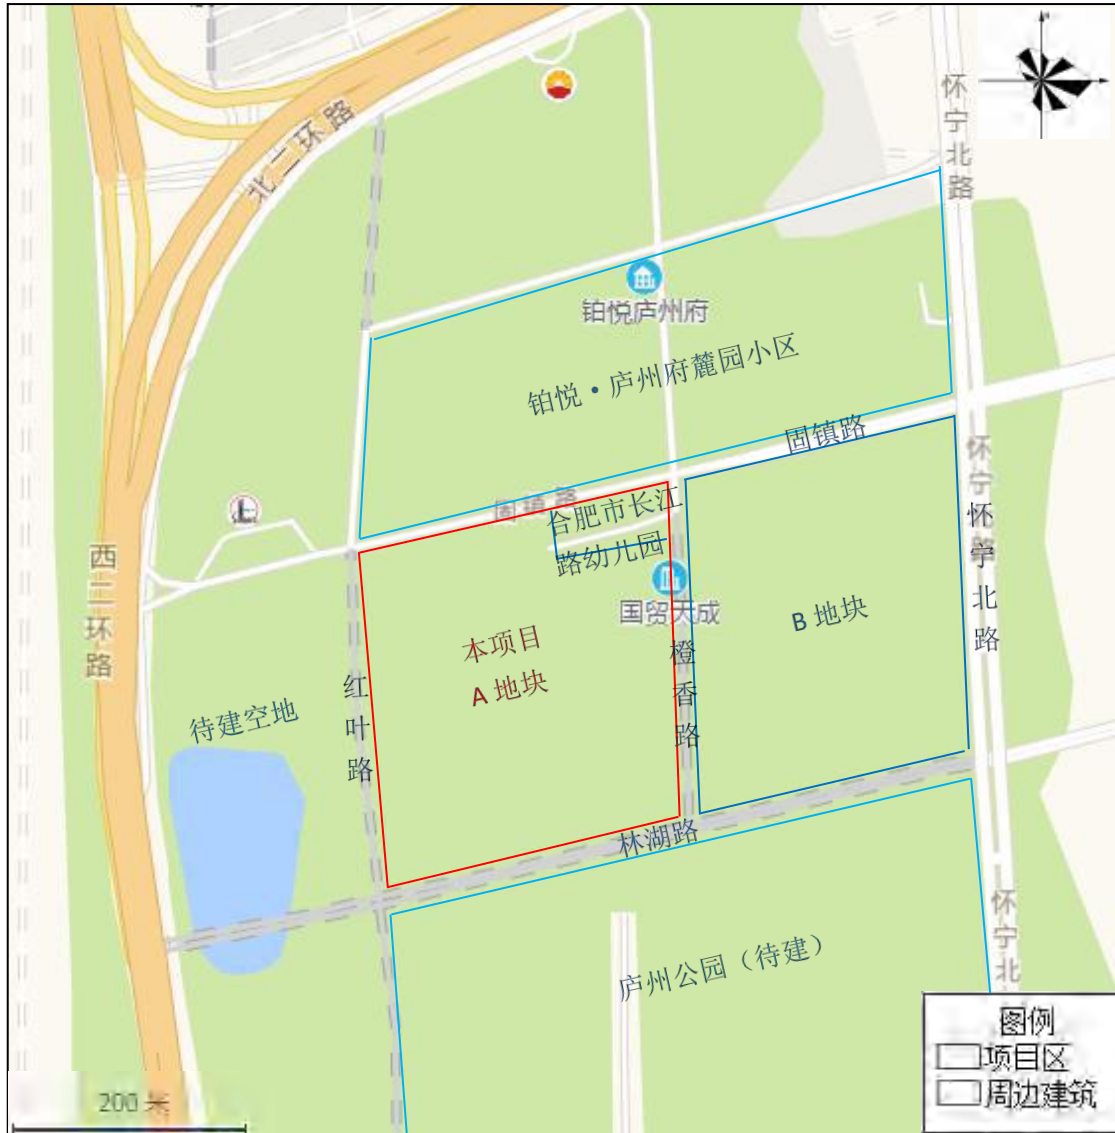 北二环路
怀宁北路
铂悦庐州府
铂悦·庐州府麓园小区
固镇路
固镇路
合肥市长江
路幼儿园
国贸天成
怀宁
怀宁北路
西二环路
本项目
A 地块
B 地块
橙香路
红叶路
待建空地
林湖路
庐州公园（待建）
怀宁北
图例
项目区
周边建筑
200 米